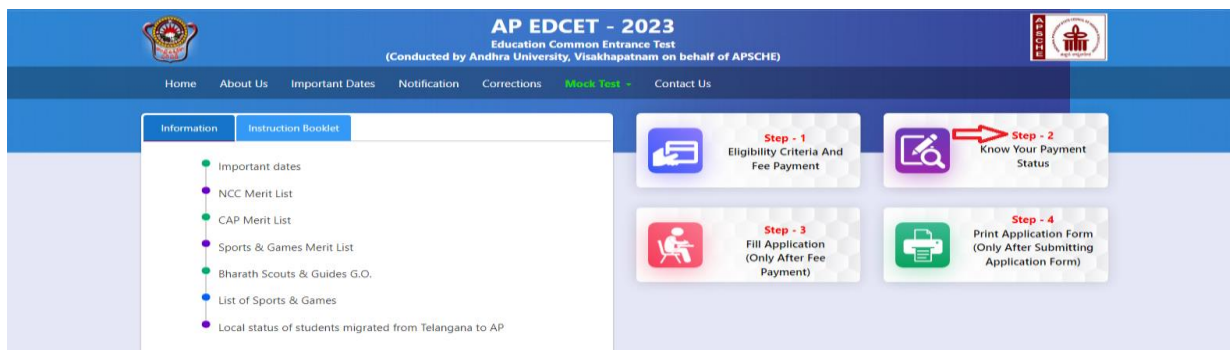 AP EDCET - 2023
Education Common Entrance Test
(Conducted by Andhra University, Visakhapatnam on behalf of APSCHE)
APSCHE
Home About Us Important Dates Notification Corrections Mock Test Contact Us
Information Instruction Booklet
Important dates
NCC Merit List
CAP Merit List
Sports & Games Merit List
Bharath Scouts & Guides G.O.
List of Sports & Games
Local status of students migrated from Telangana to AP
Step - 1
Eligibility Criteria And
Fee Payment
Step - 2
Know Your Payment
Status
Step - 3
Fill Application
(Only After Fee
Payment)
Step - 4
Print Application Form
(Only After Submitting
Application Form)